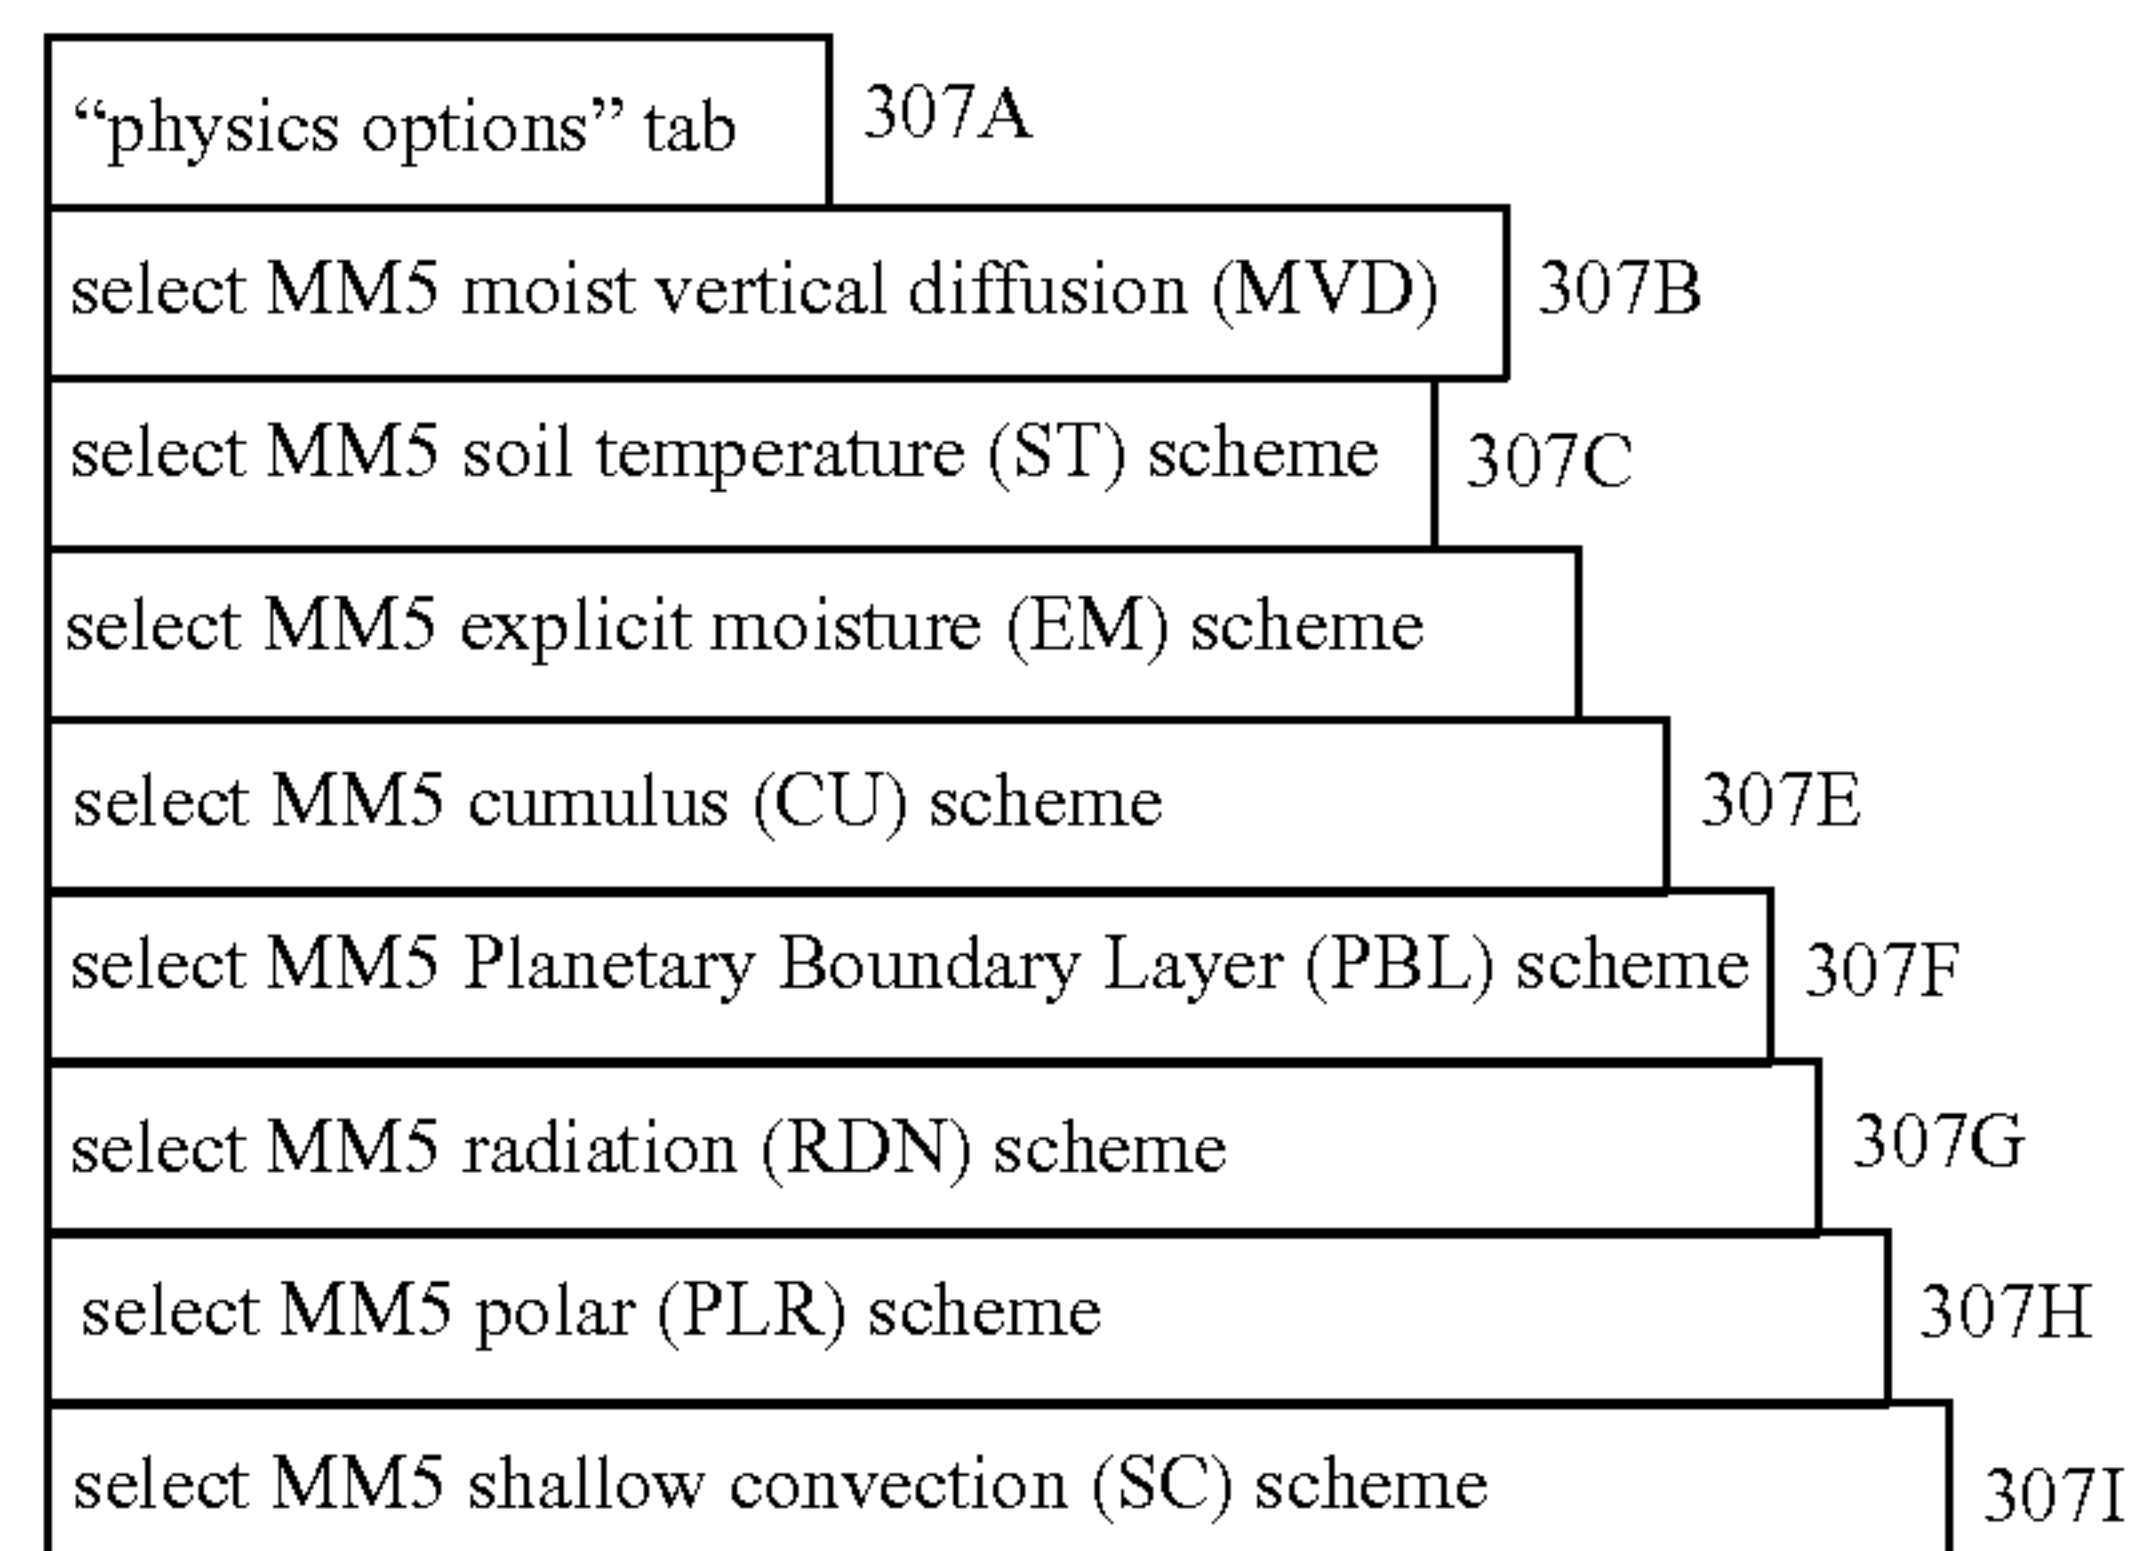 “physics options” tab 307A
select MM5 moist vertical diffusion (MVD) 307B
select MM5 soil temperature (ST) scheme 307C
select MM5 explicit moisture (EM) scheme
select MM5 cumulus (CU) scheme 307E
select MM5 Planetary Boundary Layer (PBL) scheme 307F
select MM5 radiation (RDN) scheme 307G
select MM5 polar (PLR) scheme 307H
select MM5 shallow convection (SC) scheme 307I